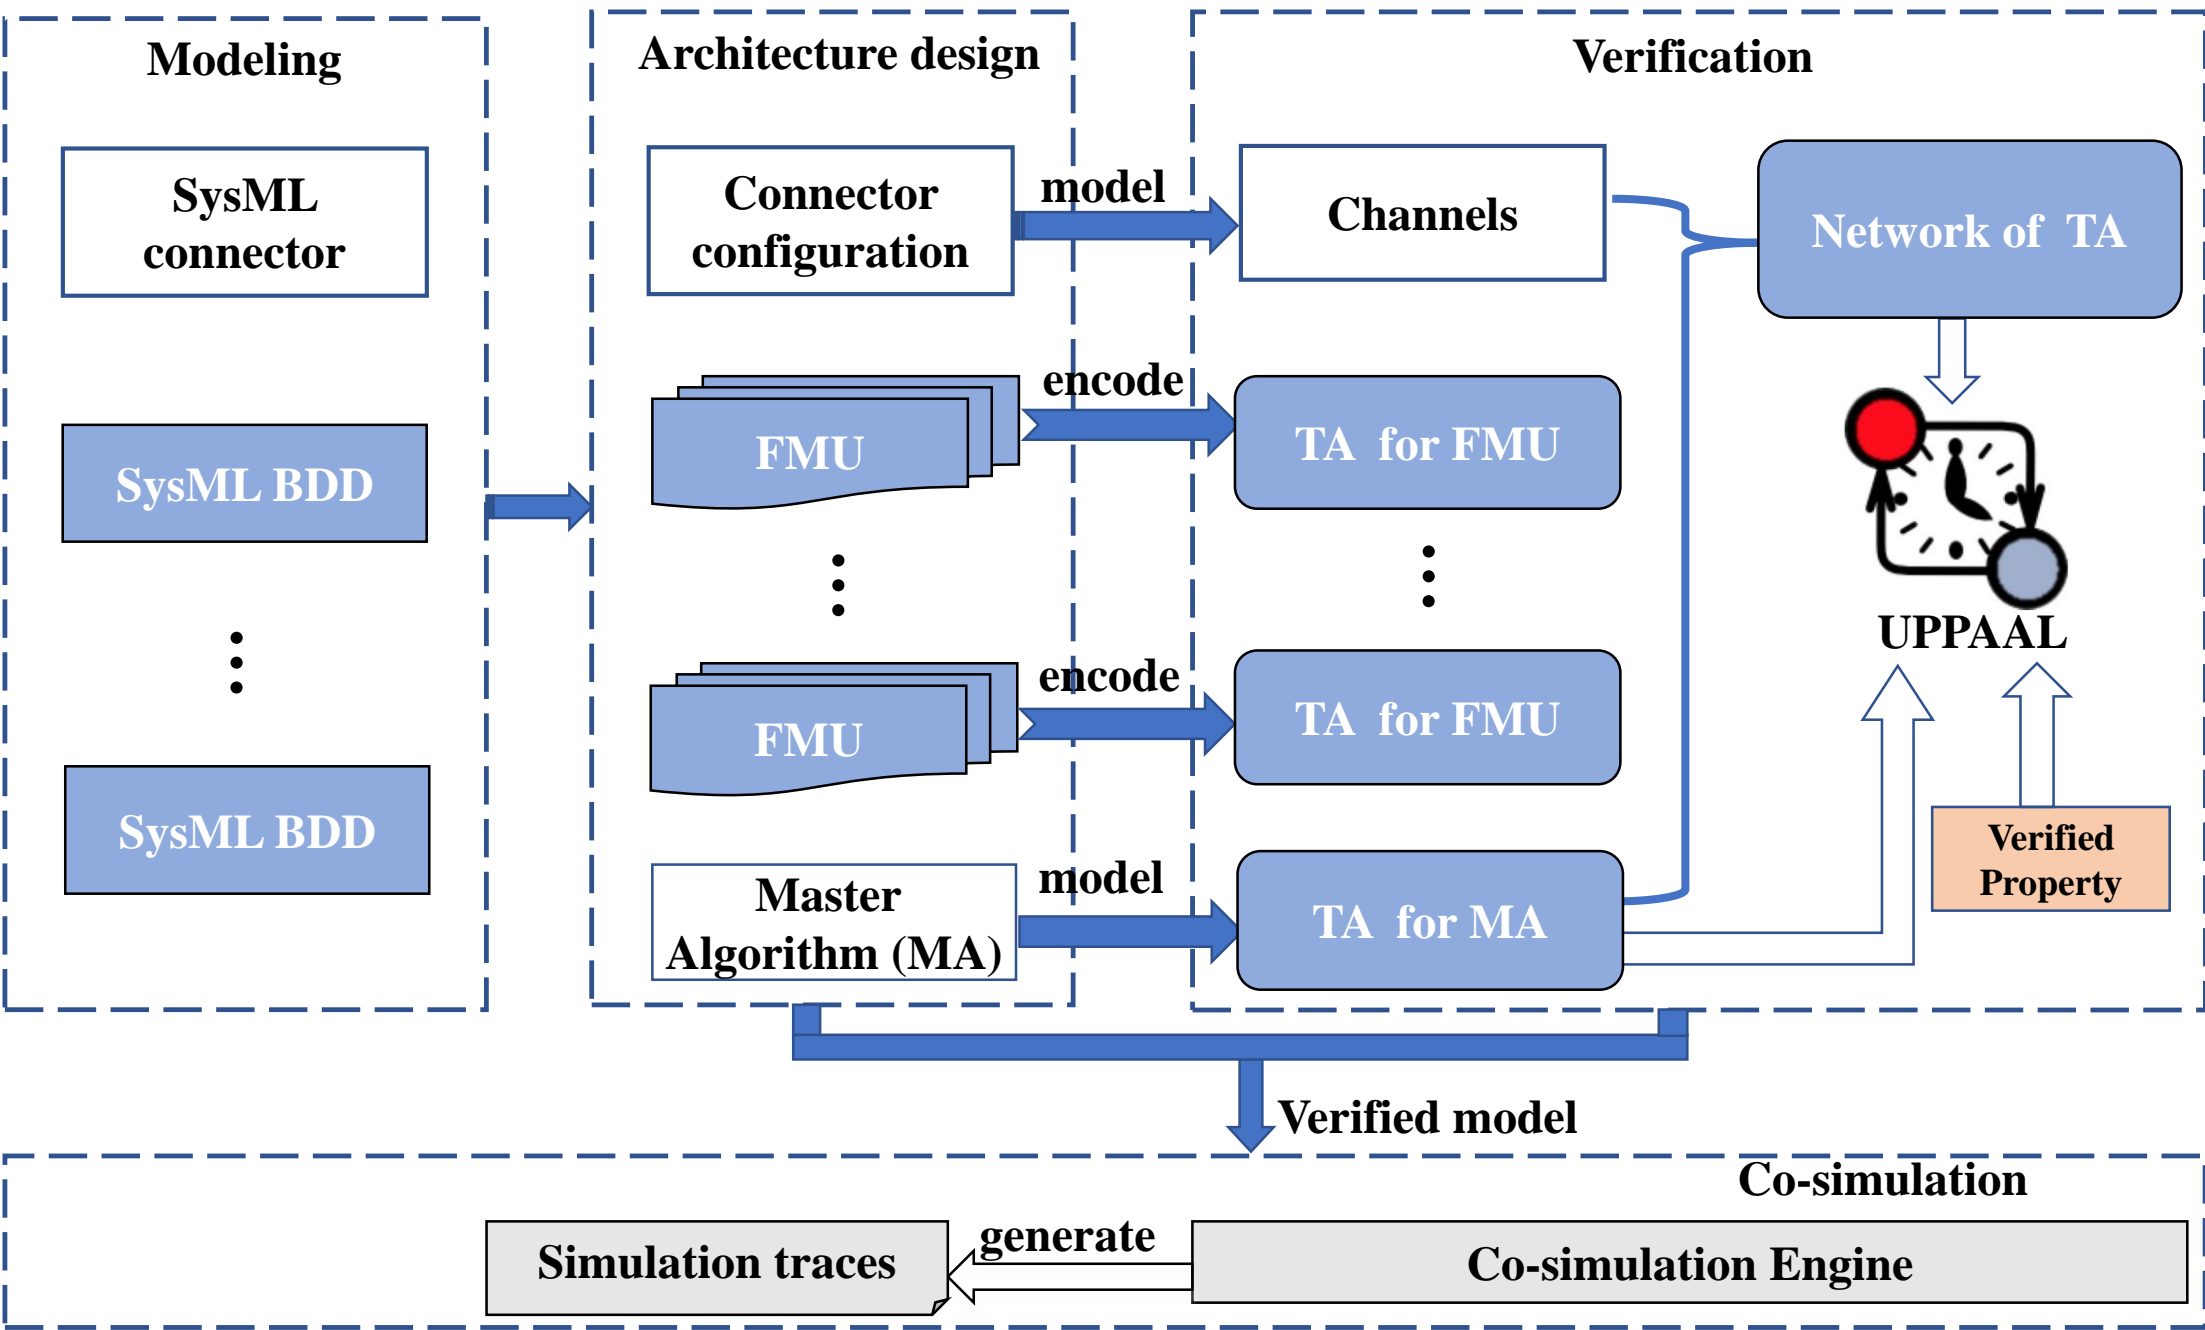 Modeling
SysML
connector
SysML BDD
SysML BDD
Architecture design
Connector
configuration
FMU
FMU
Master
Algorithm (MA)
model
encode
encode
model
Verification
Channels
TA for FMU
TA for FMU
TA for MA
Network of TA
UPPAAL
Verified
Property
Verified model
Co-simulation
Simulation traces
generate
Co-simulation Engine